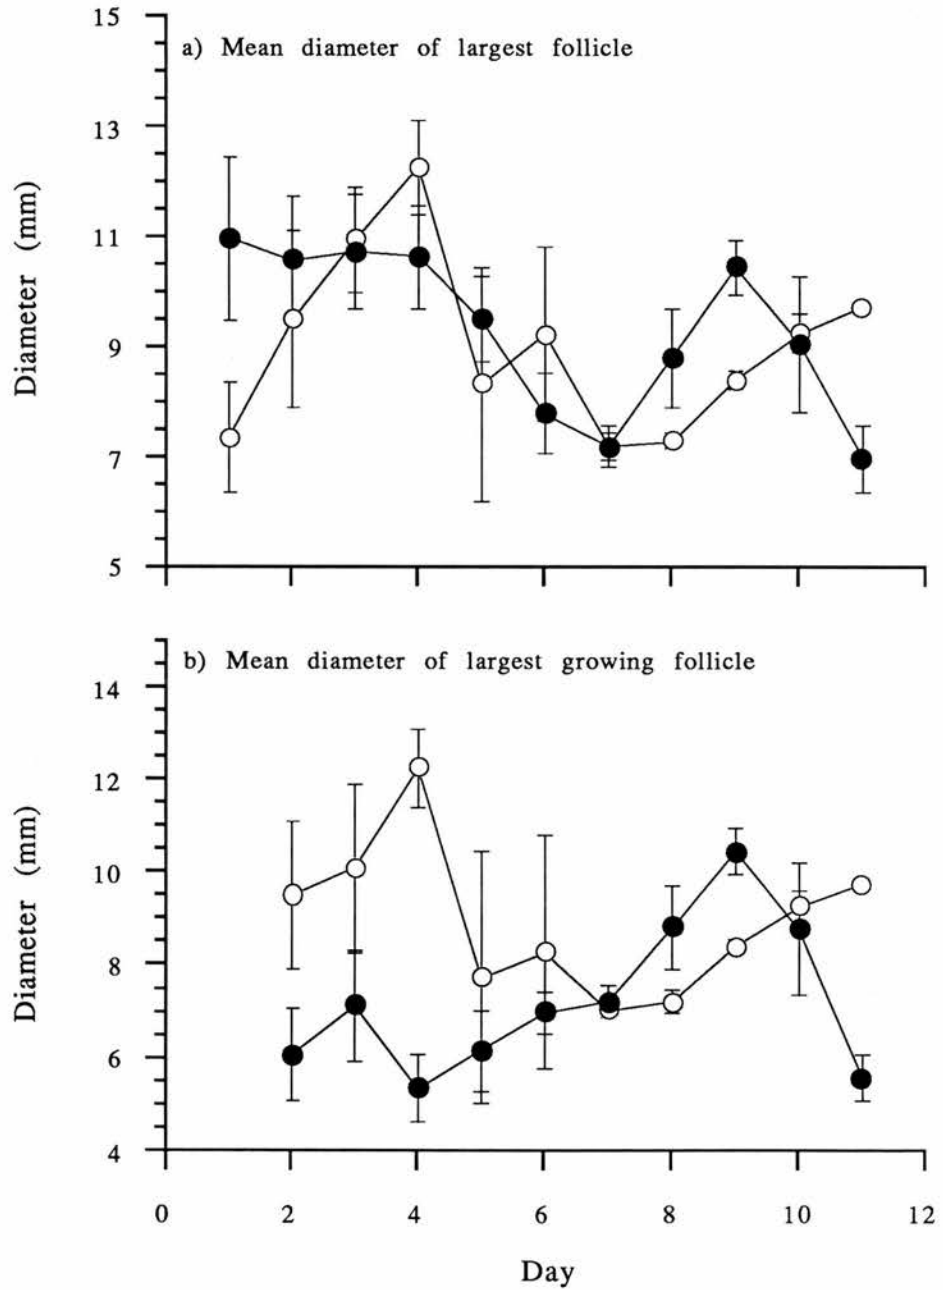 15
a) Mean diameter of largest follicle
13
11
9
7
5
Diameter (mm)
b) Mean diameter of largest growing follicle
14
12
10
8
6
4
Diameter (mm)
0 2 4 6 8 10 12
Day